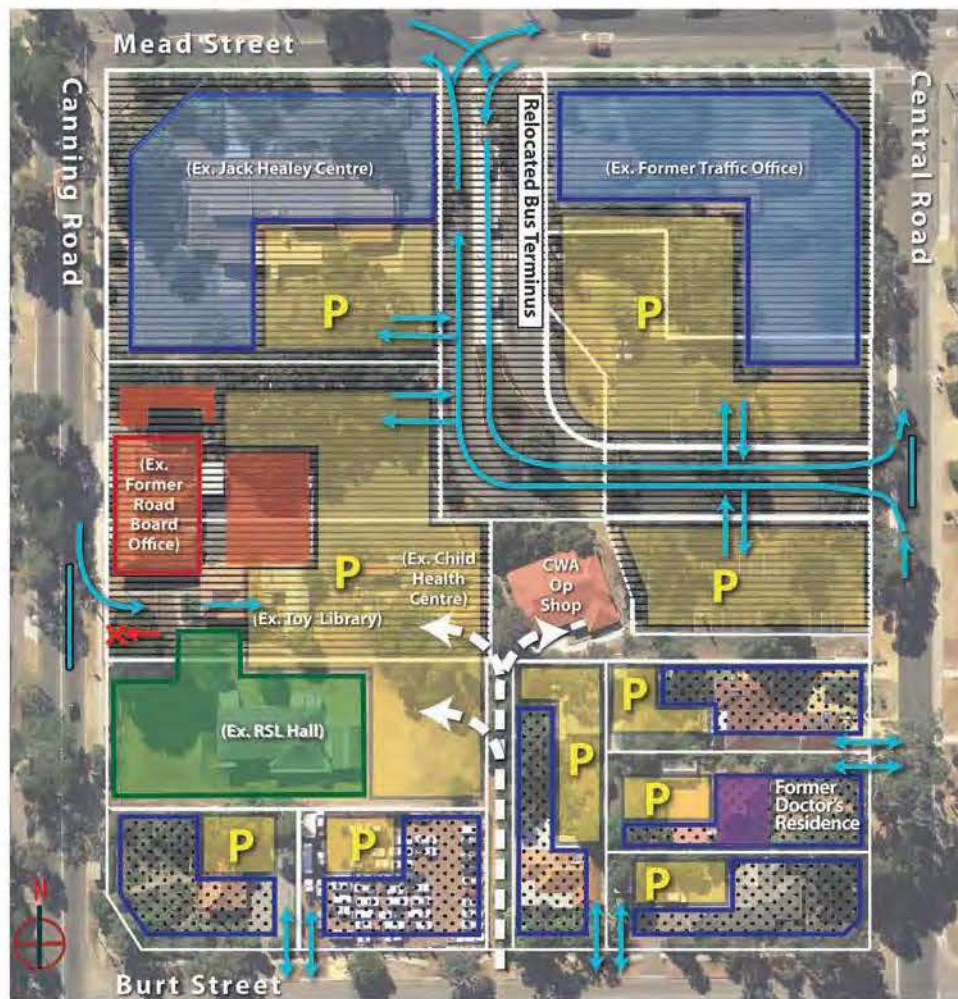 Mead Street
Canning Road
Central Road
(Ex. Jack Healey Centre)
Relocated Bus Terminus
(Ex. Former Traffic Office)
P
P
(Ex.
Former
Road
Board
Office)
P
(Ex. Child
Health
Centre)
(Ex. Toy Library)
CWA
Op
Shop
P
(Ex. RSL Hall)
P
P
P
Former
Doctor's
Residence
P
P
P
N
Burt Street